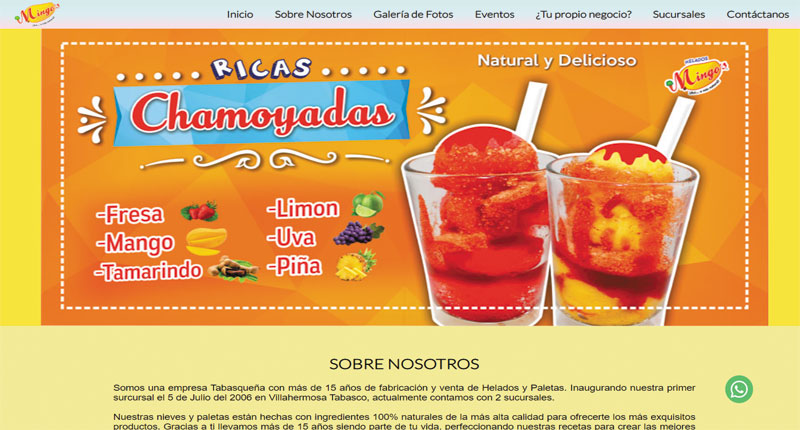 Mingo's
Inicio Sobre Nosotros Galería de Fotos Eventos ¿Tu propio negocio? Sucursales Contáctanos
RICAS
Chamoyadas
Natural y Delicioso
HELADOS
Mingo's
-Fresa
-Mango
-Tamarindo
-Limon
-Uva
-Piña
SOBRE NOSOTROS
Somos una empresa Tabasqueña con más de 15 años de fabricación y venta de Helados y Paletas. Inaugurando nuestra primer
surcursal el 5 de Julio del 2006 en Villahermosa Tabasco, actualmente contamos con 2 sucursales.
Nuestras nieves y paletas están hechas con ingredientes 100% naturales de la más alta calidad para ofrecerte los más exquisitos
productos. Gracias a ti llevamos más de 15 años siendo parte de tu vida, perfeccionando nuestras recetas para crear las mejores